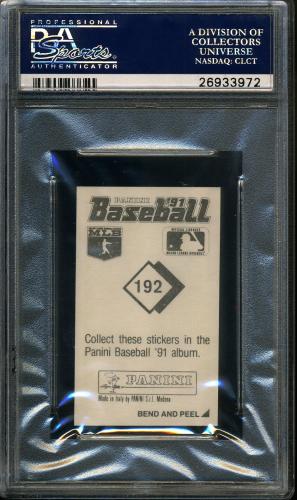 PROFESSIONAL
PSA
Sports
AUTHENTICATOR
A DIVISION OF
COLLECTORS
UNIVERSE
NASDAQ: CLCT
26933972
PANINI '91
Baseball
MLB
192
Collect these stickers in the
Panini Baseball '91 album.
PANINI
Made in Italy by PANINI S.r.l. Modena
BEND AND PEEL